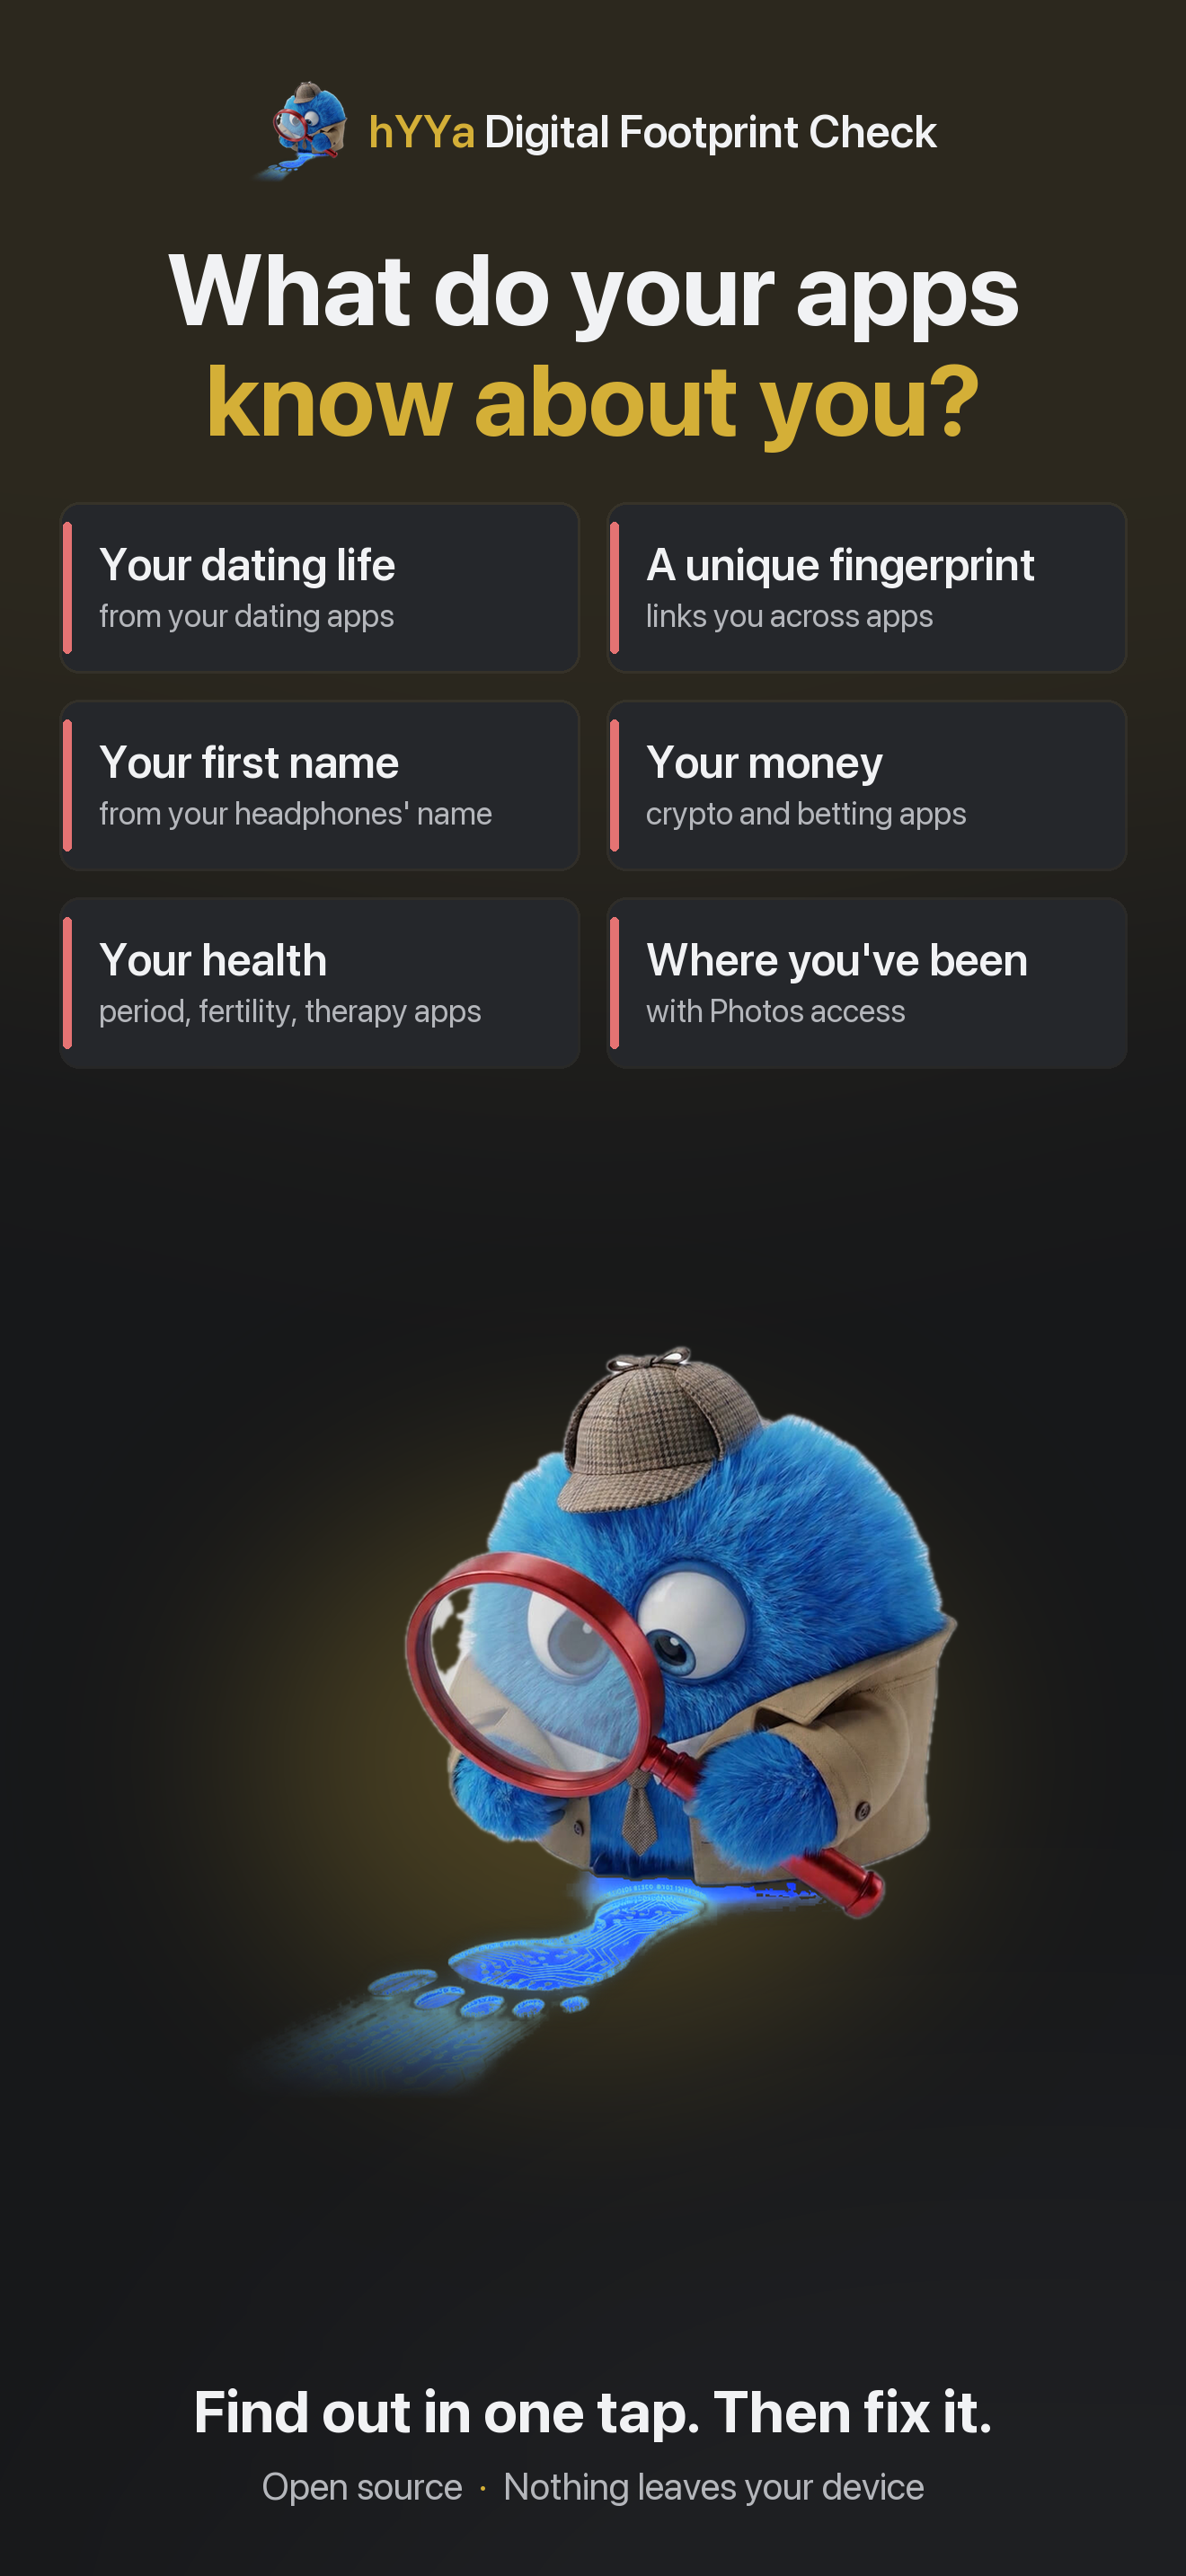 hYYa Digital Footprint Check
What do your apps
know about you?
Your dating life
from your dating apps
A unique fingerprint
links you across apps
Your first name
from your headphones' name
Your money
crypto and betting apps
Your health
period, fertility, therapy apps
Where you've been
with Photos access
Find out in one tap. Then fix it.
Open source · Nothing leaves your device